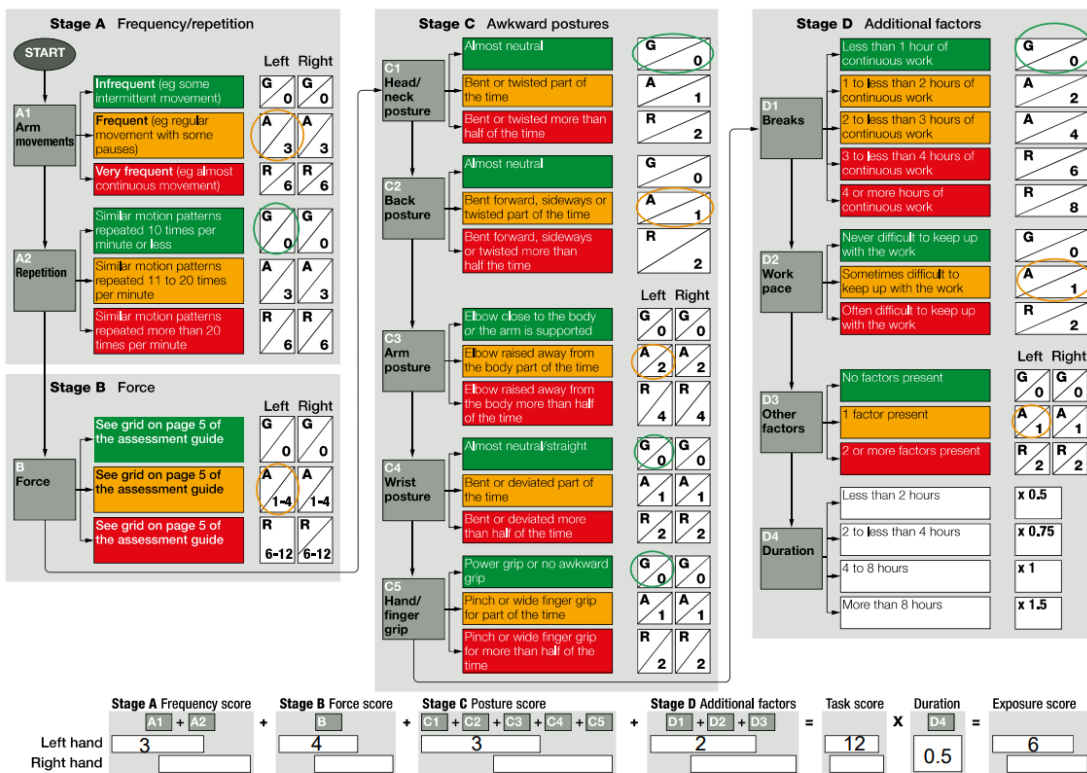 Stage A Frequency/repetition
START
Left Right
A1
Arm
movements
Infrequent (eg some
intermittent movement)
G 0 G 0
Frequent (eg regular
movement with some
pauses)
A 3 A 3
Very frequent (eg almost
continuous movement)
R 6 R 6
A2
Repetition
Similar motion patterns
repeated 10 times per
minute or less
G 0 G 0
Similar motion patterns
repeated 11 to 20 times
per minute
A 3 A 3
Similar motion patterns
repeated more than 20
times per minute
R 6 R 6
Stage B Force
Left Right
B
Force
See grid on page 5 of
the assessment guide
G 0 G 0
See grid on page 5 of
the assessment guide
A 1-4 A 1-4
See grid on page 5 of
the assessment guide
R 6-12 R 6-12
Stage C Awkward postures
C1
Head/
neck
posture
Almost neutral
G 0
Bent or twisted part of
the time
A 1
Bent or twisted more than
half of the time
R 2
C2
Back
posture
Almost neutral
G 0
Bent forward, sideways or
twisted part of the time
A 1
Bent forward, sideways
or twisted more than
half the time
R 2
Left Right
C3
Arm
posture
Elbow close to the body
or the arm is supported
G 0 G 0
Elbow raised away from
the body part of the time
A 2 A 2
Elbow raised away from
the body more than half
of the time
R 4 R 4
C4
Wrist
posture
Almost neutral/straight
G 0 G 0
Bent or deviated part of
the time
A 1 A 1
Bent or deviated more
than half of the time
R 2 R 2
C5
Hand/
finger
grip
Power grip or no awkward
grip
G 0 G 0
Pinch or wide finger grip
for part of the time
A 1 A 1
Pinch or wide finger grip
for more than half of the
time
R 2 R 2
Stage D Additional factors
D1
Breaks
Less than 1 hour of
continuous work
G 0
1 to less than 2 hours of
continuous work
A 2
2 to less than 3 hours of
continuous work
A 4
3 to less than 4 hours of
continuous work
R 6
4 or more hours of
continuous work
R 8
D2
Work
pace
Never difficult to keep up
with the work
G 0
Sometimes difficult to
keep up with the work
A 1
Often difficult to keep up
with the work
R 2
Left Right
D3
Other
factors
No factors present
G 0 G 0
1 factor present
A 1 A 1
2 or more factors present
R 2 R 2
D4
Duration
Less than 2 hours
x 0.5
2 to less than 4 hours
x 0.75
4 to 8 hours
x 1
More than 8 hours
x 1.5
Stage A Frequency score Stage B Force score Stage C Posture score Stage D Additional factors Task score Duration Exposure score
A1 + A2 + B + C1 + C2 + C3 + C4 + C5 + D1 + D2 + D3 = X D4 =
Left hand 3 4 3 2 12 0.5 6
Right hand